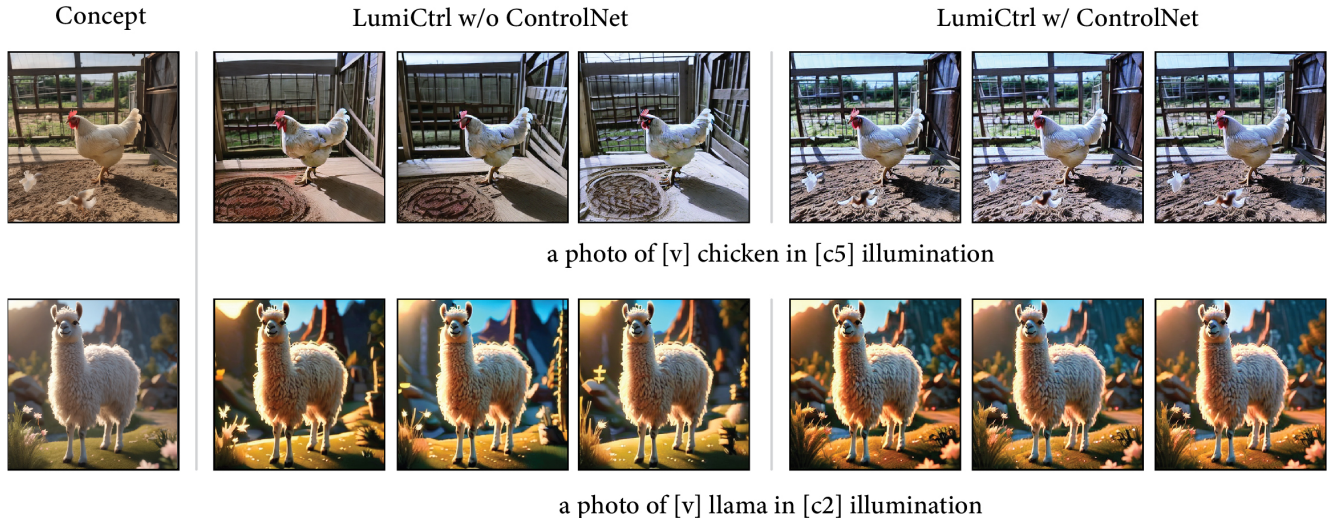 Concept
LumiCtrl w/o ControlNet
LumiCtrl w/ ControlNet
a photo of [v] chicken in [c5] illumination
a photo of [v] llama in [c2] illumination